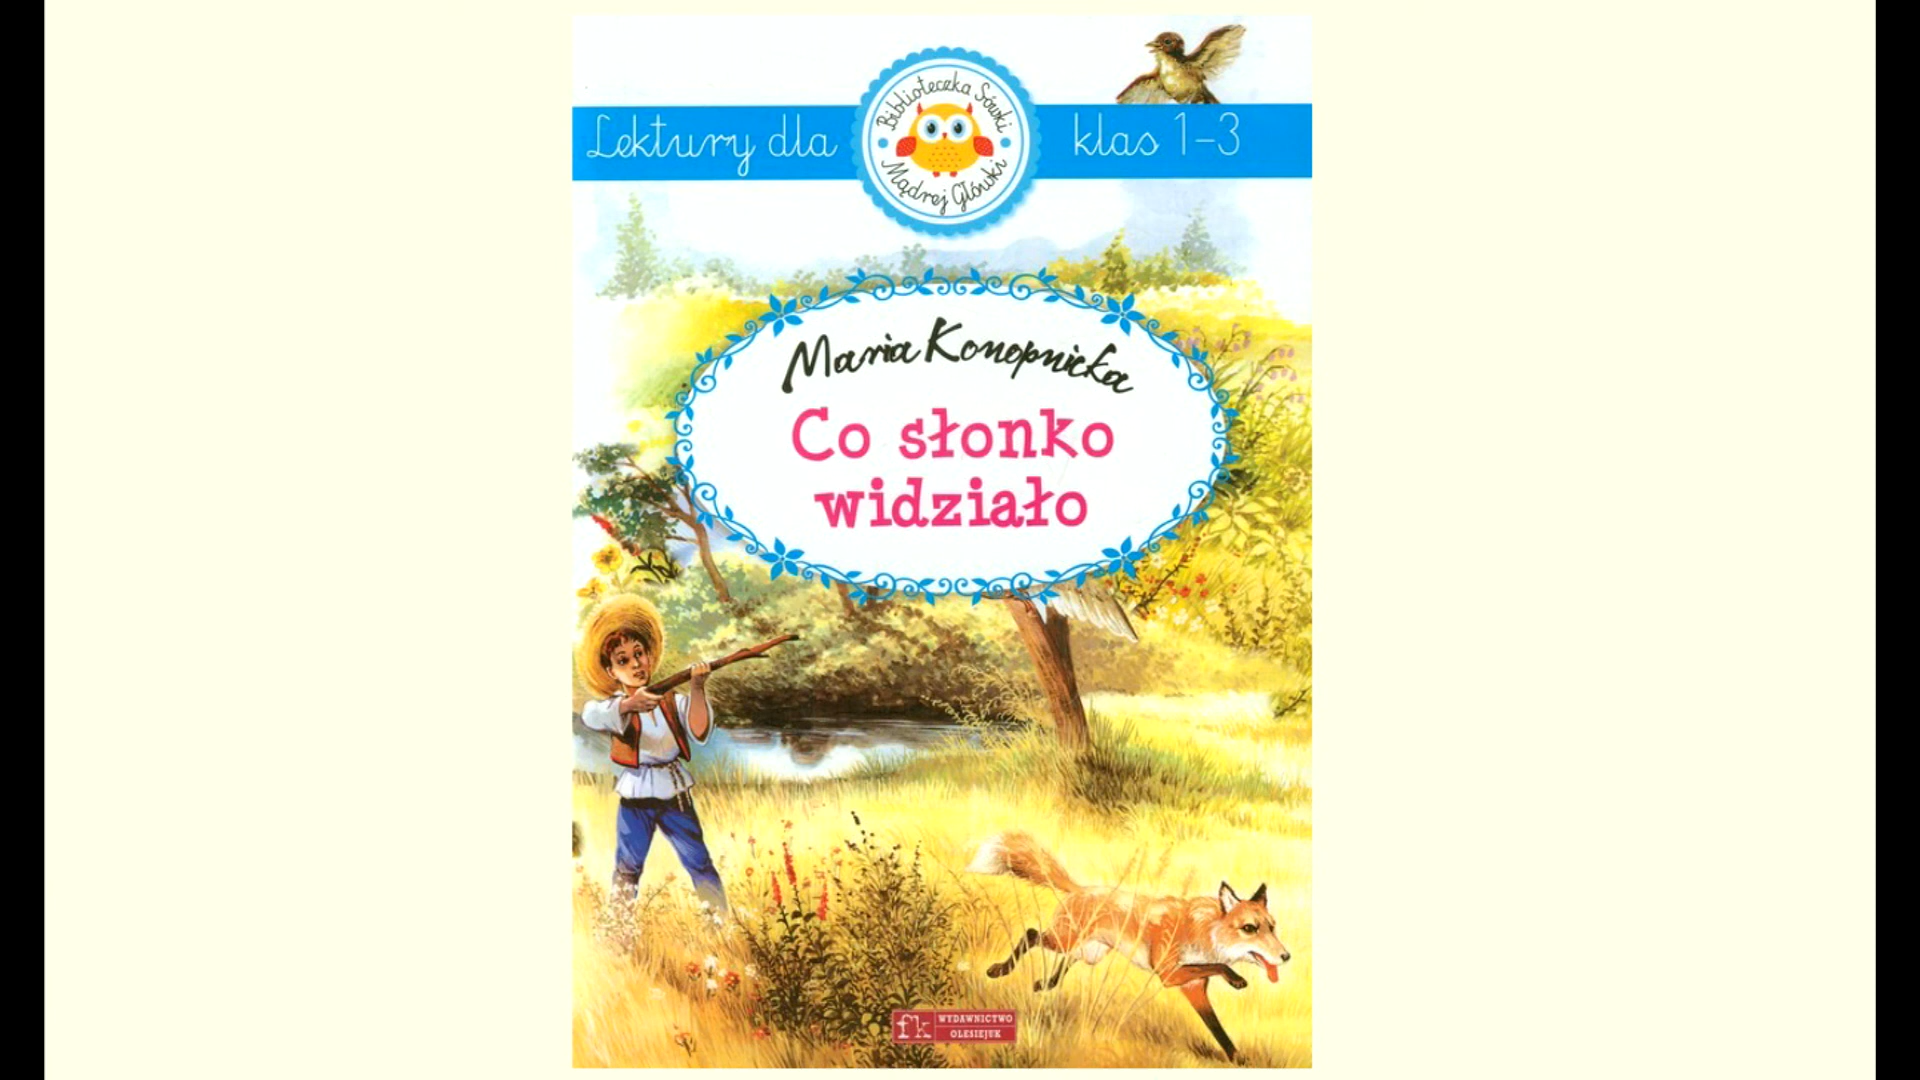 Lektury dla klas 1-3
Biblioteczka Sówki
Mądrej Główki
Maria Konopnicka
Co słonko
widziało
fk WYDAWNICTWO
OLESIEJUK